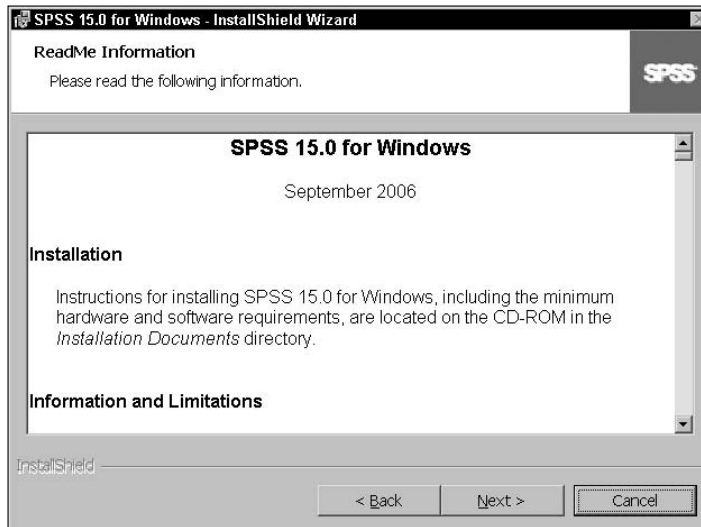 SPSS 15.0 for Windows - InstallShield Wizard
ReadMe Information
Please read the following information.
SPSS
SPSS 15.0 for Windows
September 2006
Installation
Instructions for installing SPSS 15.0 for Windows, including the minimum
hardware and software requirements, are located on the CD-ROM in the
Installation Documents directory.
Information and Limitations
InstallShield
< Back
Next >
Cancel